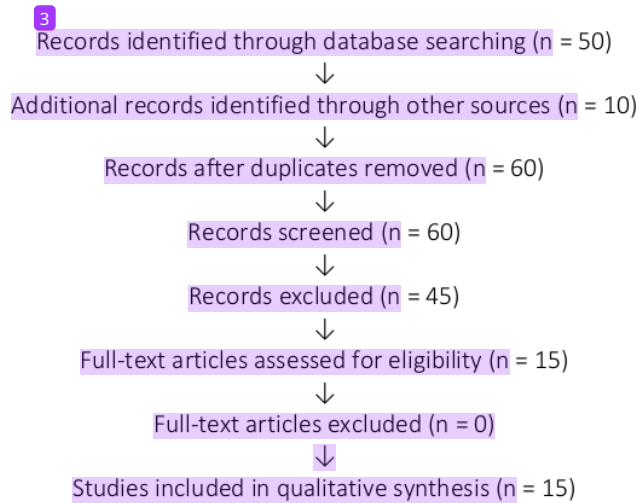 3
Records identified through database searching (n = 50)
↓
Additional records identified through other sources (n = 10)
↓
Records after duplicates removed (n = 60)
↓
Records screened (n = 60)
↓
Records excluded (n = 45)
↓
Full-text articles assessed for eligibility (n = 15)
↓
Full-text articles excluded (n = 0)
↓
Studies included in qualitative synthesis (n = 15)